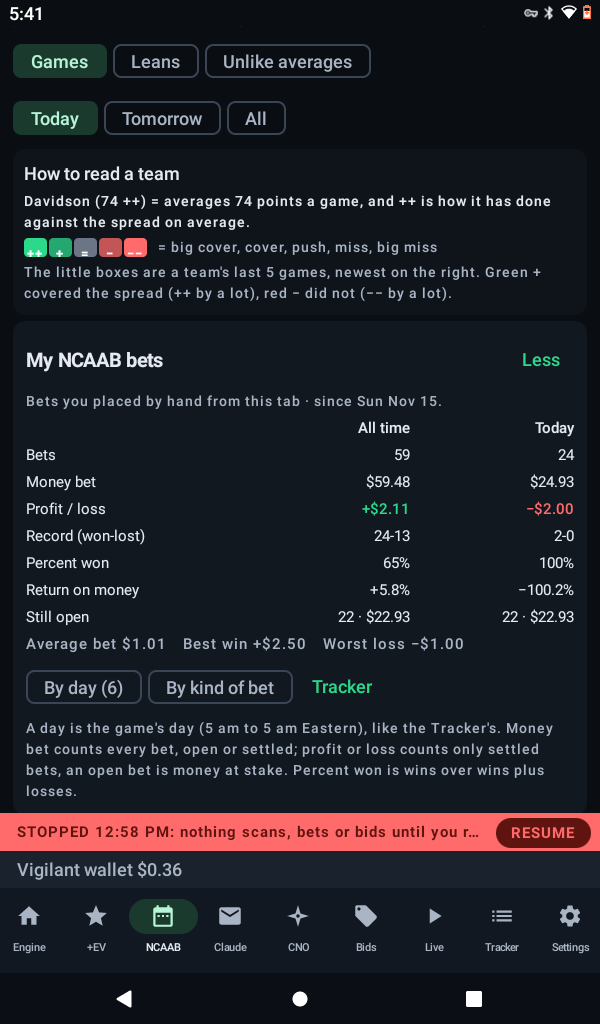 5:41
Games Leans Unlike averages
Today Tomorrow All
How to read a team
Davidson (74 ++) = averages 74 points a game, and ++ is how it has done
against the spread on average.
++ + = − −− = big cover, cover, push, miss, big miss
The little boxes are a team's last 5 games, newest on the right. Green +
covered the spread (++ by a lot), red − did not (−− by a lot).
My NCAAB bets Less
Bets you placed by hand from this tab · since Sun Nov 15.
All time Today
Bets 59 24
Money bet $59.48 $24.93
Profit / loss +$2.11 −$2.00
Record (won-lost) 24-13 2-0
Percent won 65% 100%
Return on money +5.8% −100.2%
Still open 22 · $22.93 22 · $22.93
Average bet $1.01 Best win +$2.50 Worst loss −$1.00
By day (6) By kind of bet Tracker
A day is the game's day (5 am to 5 am Eastern), like the Tracker's. Money
bet counts every bet, open or settled; profit or loss counts only settled
bets, an open bet is money at stake. Percent won is wins over wins plus
losses.
STOPPED 12:58 PM: nothing scans, bets or bids until you r… RESUME
Vigilant wallet $0.36
Engine +EV NCAAB Claude CNO Bids Live Tracker Settings